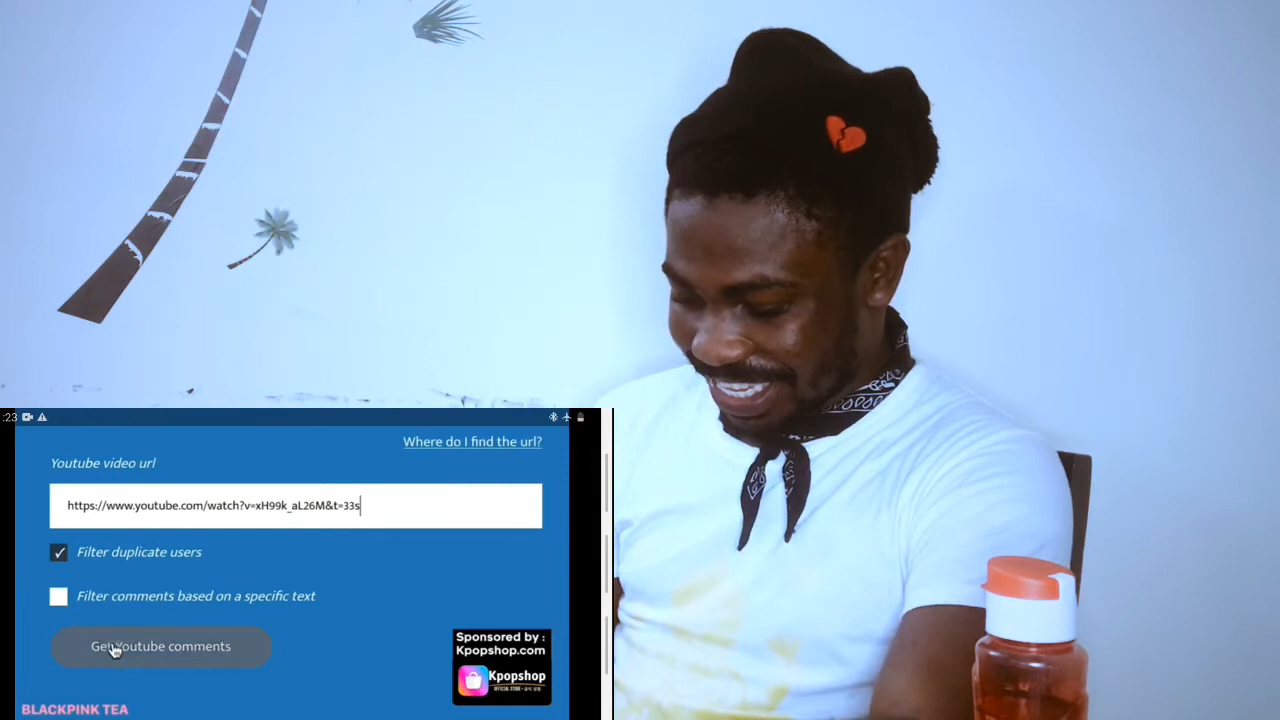 :23
Where do I find the url?
Youtube video url
https://www.youtube.com/watch?v=xH99k_aL26M&t=33s
Filter duplicate users
Filter comments based on a specific text
Get Youtube comments
Sponsored by :
Kpopshop.com
Kpopshop
BLACKPINK TEA